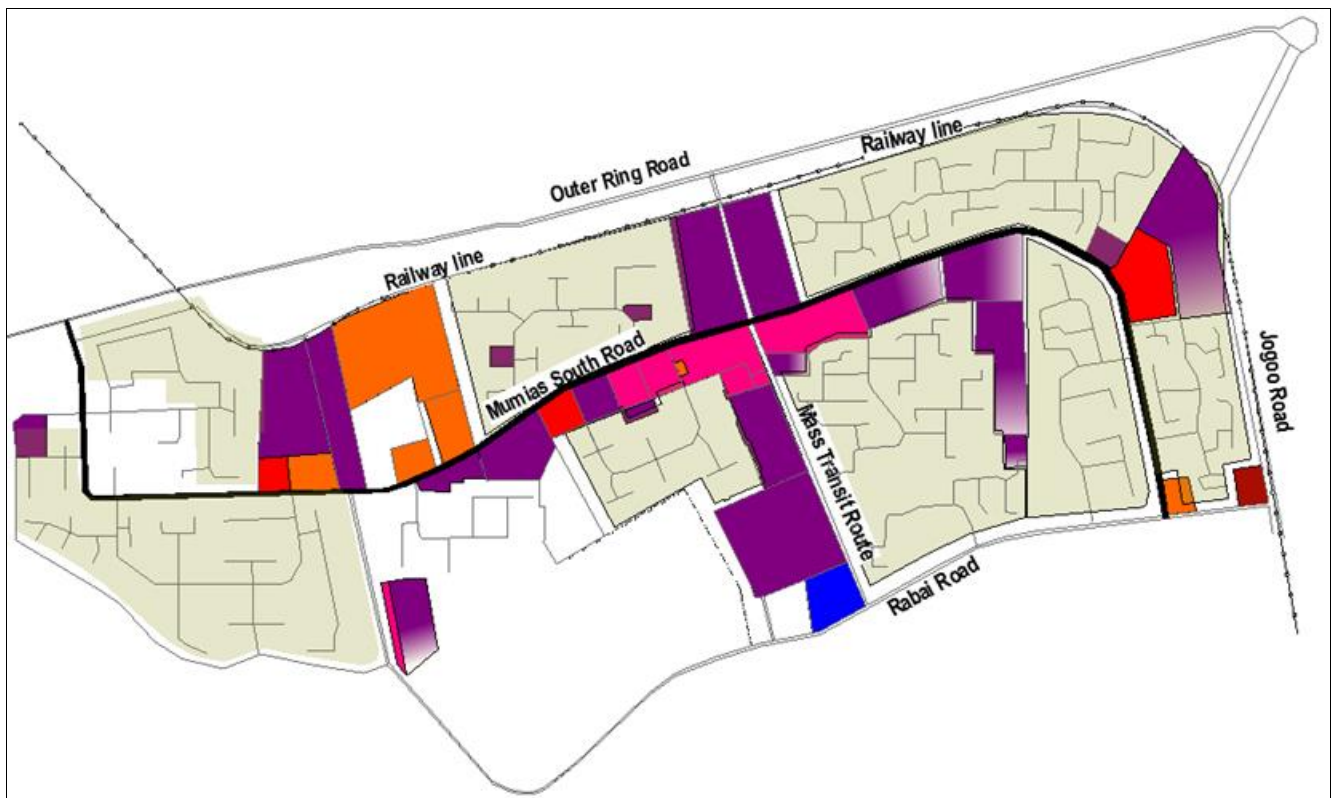 Railway line
Outer Ring Road
Railway line
Mumias South Road
Jogoo Road
Mass Transit Route
Rabai Road